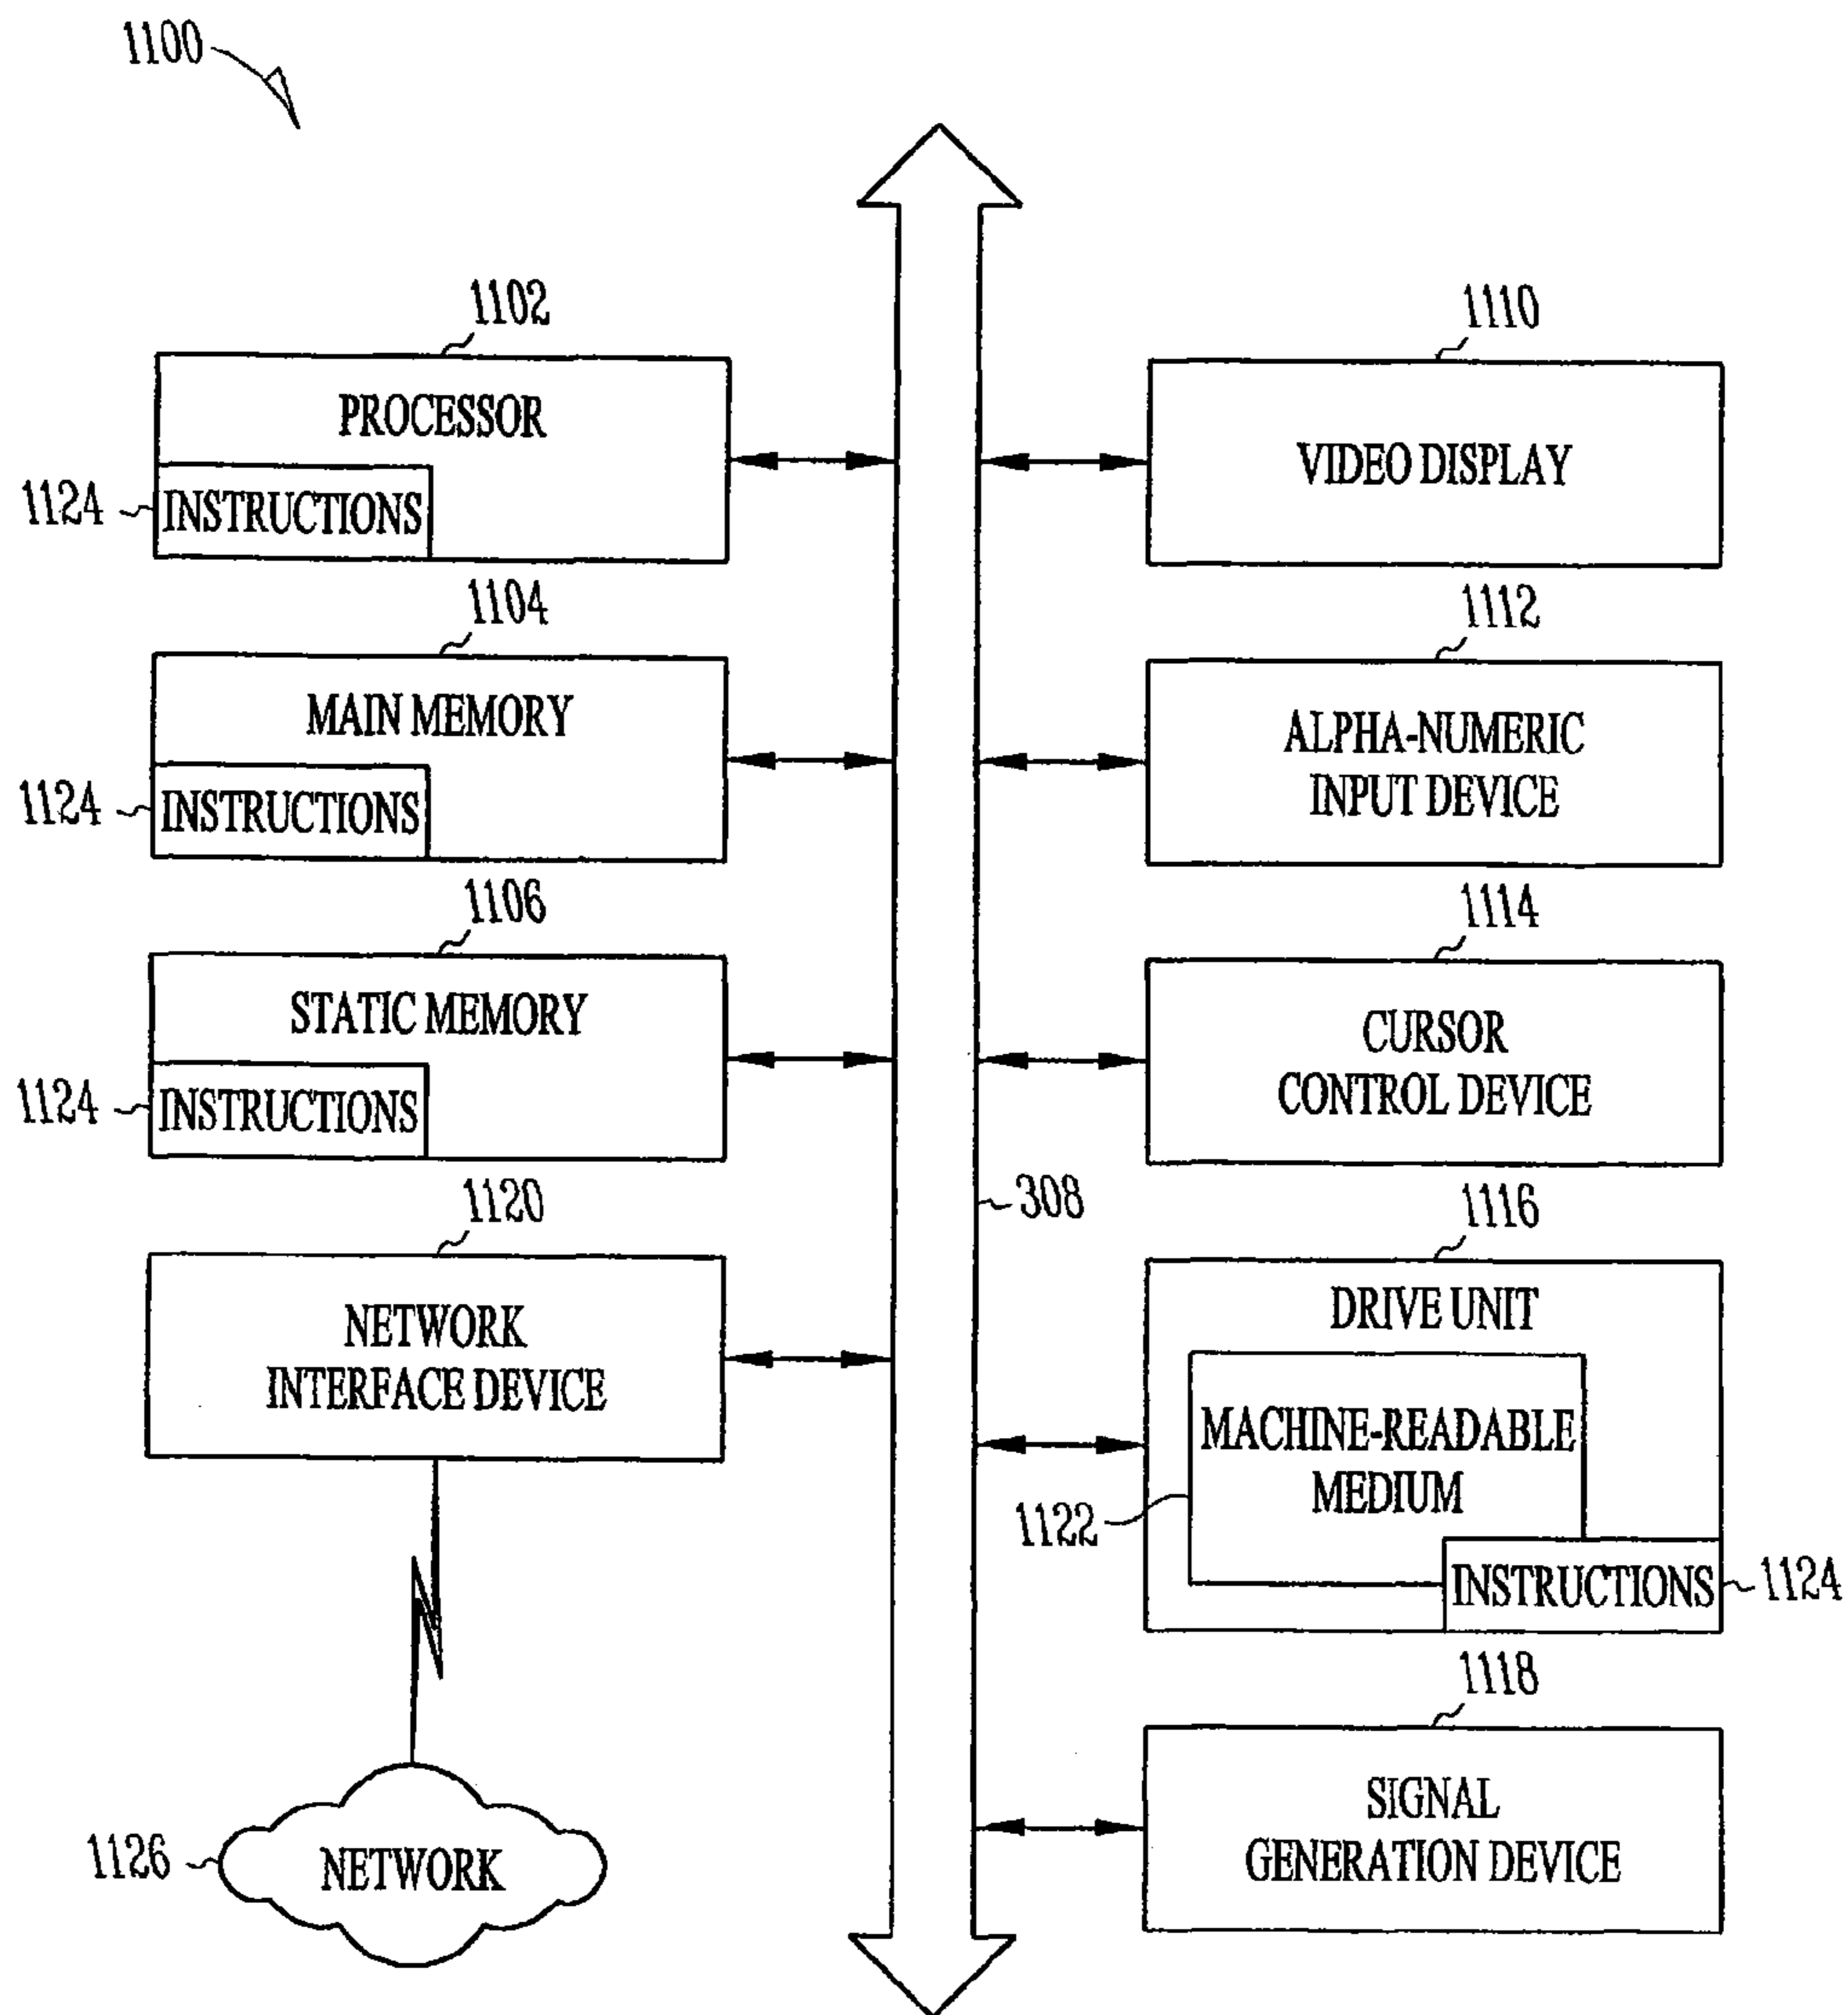 1100
1102
PROCESSOR
1124
INSTRUCTIONS
1104
MAIN MEMORY
1124
INSTRUCTIONS
1106
STATIC MEMORY
1124
INSTRUCTIONS
1120
NETWORK
INTERFACE DEVICE
1126
NETWORK
308
1110
VIDEO DISPLAY
1112
ALPHA-NUMERIC
INPUT DEVICE
1114
CURSOR
CONTROL DEVICE
1116
DRIVE UNIT
MACHINE-READABLE
MEDIUM
1122
INSTRUCTIONS
1124
1118
SIGNAL
GENERATION DEVICE